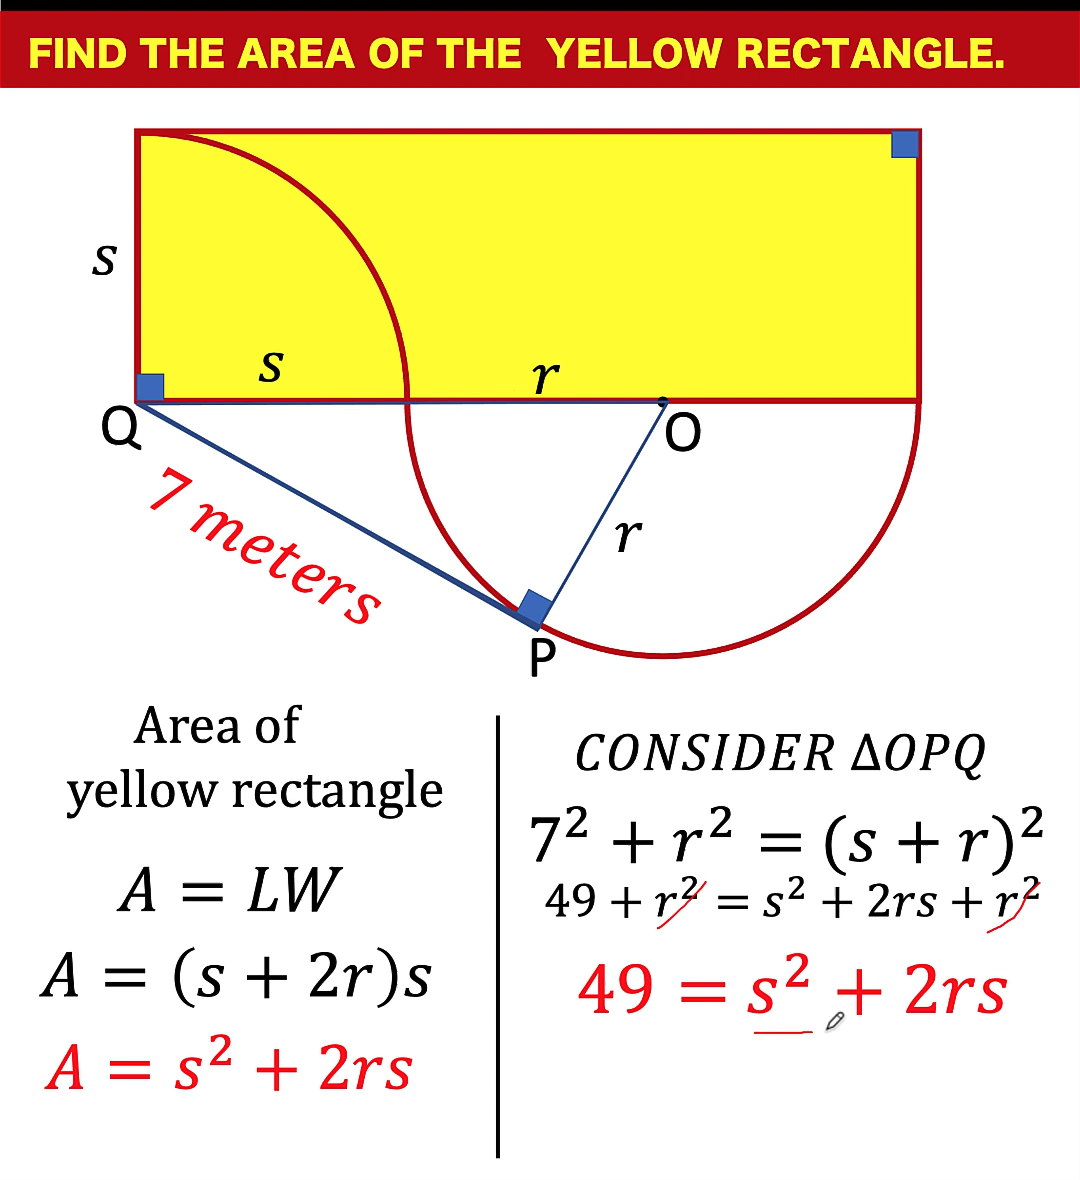 FIND THE AREA OF THE YELLOW RECTANGLE.
s
s
r
Q
O
7 meters
r
P
Area of
yellow rectangle
A = LW
A = (s + 2r)s
A = s² + 2rs
CONSIDER ΔOPQ
7² + r² = (s + r)²
49 + r² = s² + 2rs + r²
49 = s² + 2rs